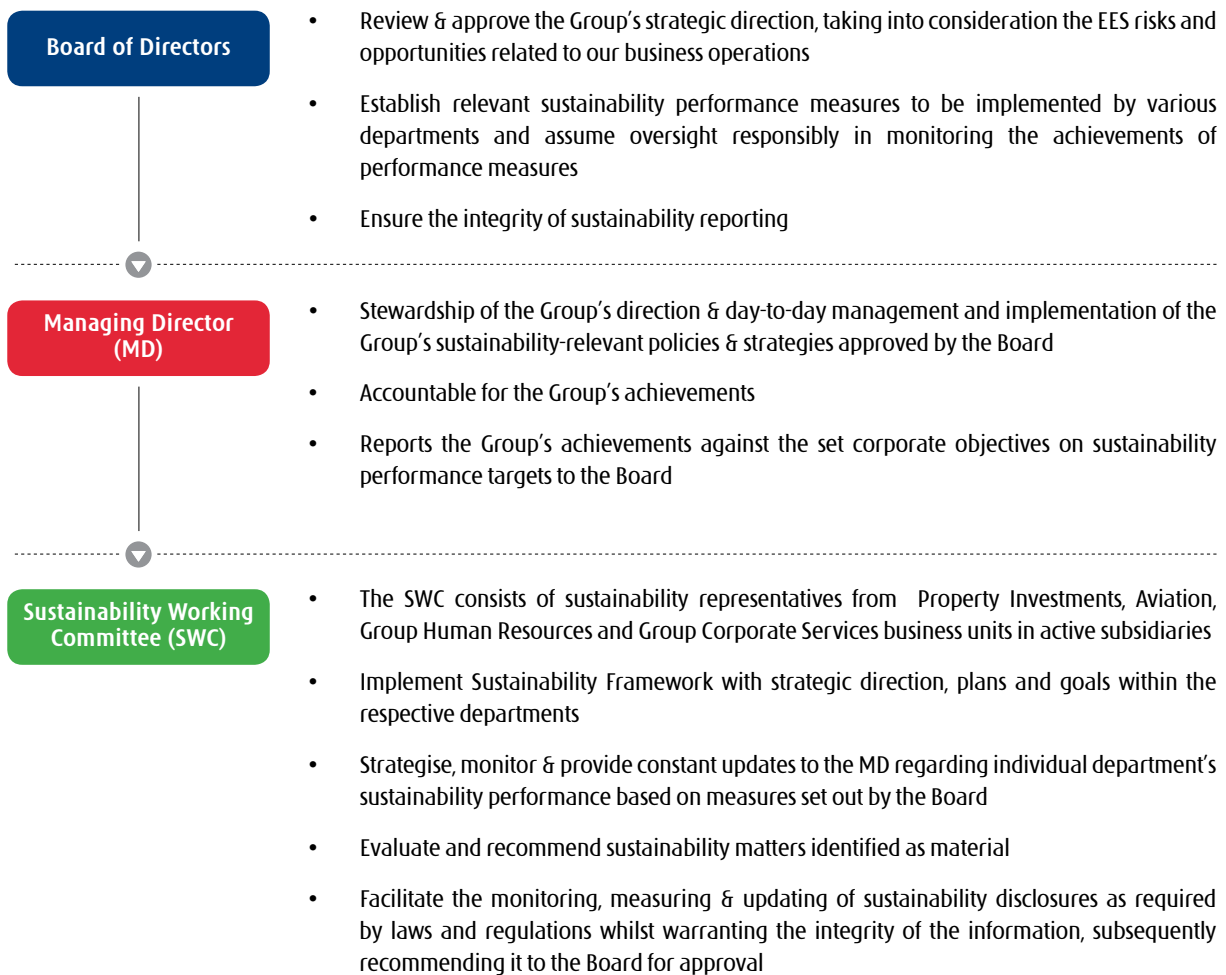 Board of Directors
• Review & approve the Group's strategic direction, taking into consideration the EES risks and
opportunities related to our business operations
• Establish relevant sustainability performance measures to be implemented by various
departments and assume oversight responsibly in monitoring the achievements of
performance measures
• Ensure the integrity of sustainability reporting
Managing Director
(MD)
• Stewardship of the Group's direction & day-to-day management and implementation of the
Group's sustainability-relevant policies & strategies approved by the Board
• Accountable for the Group's achievements
• Reports the Group's achievements against the set corporate objectives on sustainability
performance targets to the Board
Sustainability Working
Committee (SWC)
• The SWC consists of sustainability representatives from Property Investments, Aviation,
Group Human Resources and Group Corporate Services business units in active subsidiaries
• Implement Sustainability Framework with strategic direction, plans and goals within the
respective departments
• Strategise, monitor & provide constant updates to the MD regarding individual department's
sustainability performance based on measures set out by the Board
• Evaluate and recommend sustainability matters identified as material
• Facilitate the monitoring, measuring & updating of sustainability disclosures as required
by laws and regulations whilst warranting the integrity of the information, subsequently
recommending it to the Board for approval